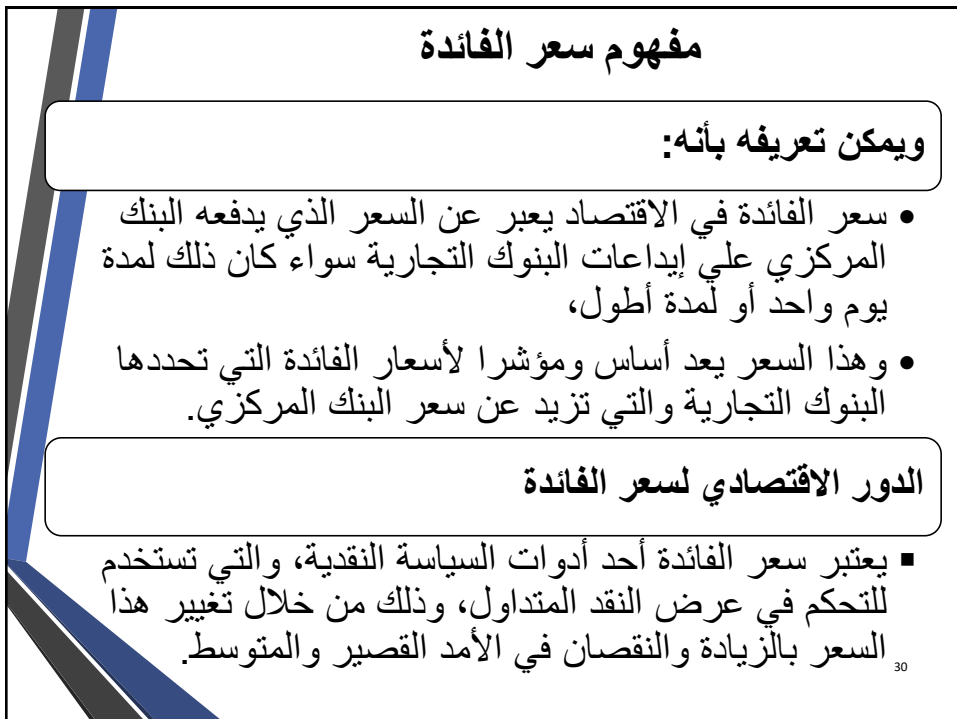 مفهوم سعر الفائدة
ويمكن تعريفه بأنه:
• سعر الفائدة في الاقتصاد يعبر عن السعر الذي يدفعه البنك
المركزي علي إيداعات البنوك التجارية سواء كان ذلك لمدة
يوم واحد أو لمدة أطول،
• وهذا السعر يعد أساس ومؤشرا لأسعار الفائدة التي تحددها
البنوك التجارية والتي تزيد عن سعر البنك المركزي.
الدور الاقتصادي لسعر الفائدة
▪ يعتبر سعر الفائدة أحد أدوات السياسة النقدية، والتي تستخدم
للتحكم في عرض النقد المتداول، وذلك من خلال تغيير هذا
السعر بالزيادة والنقصان في الأمد القصير والمتوسط.
30